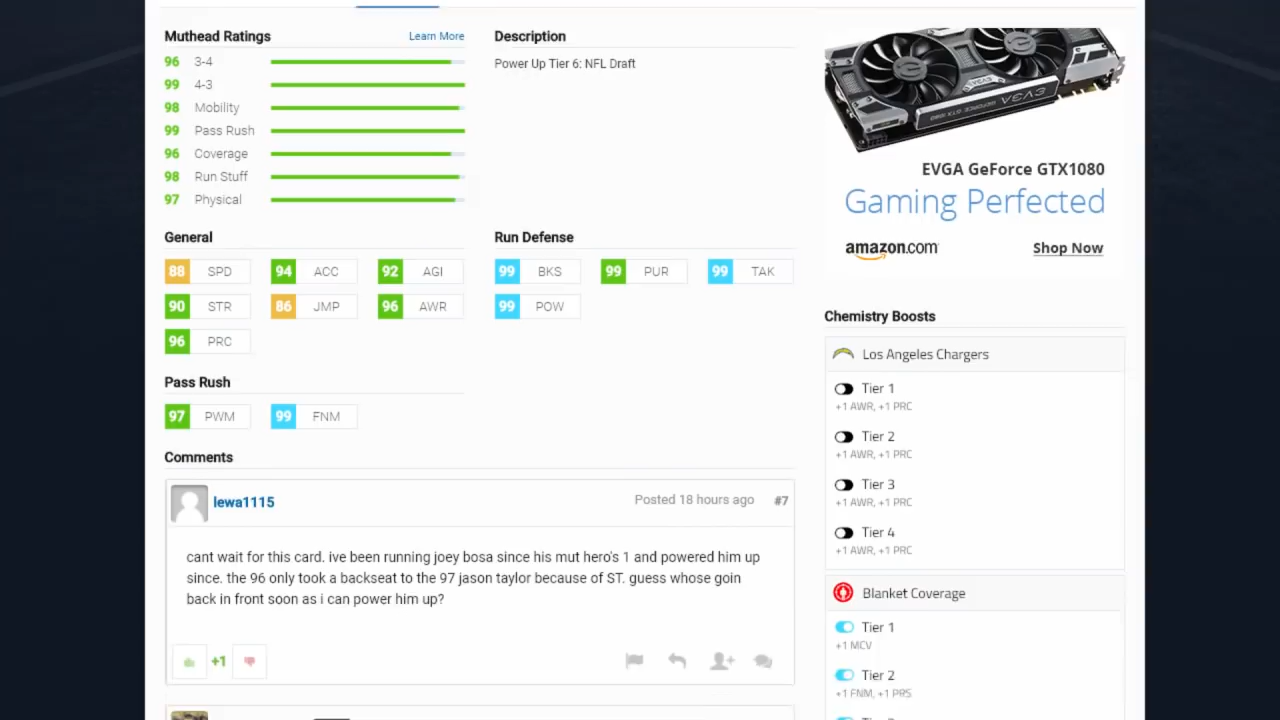 Muthead Ratings Learn More
96 3-4
99 4-3
98 Mobility
99 Pass Rush
96 Coverage
98 Run Stuff
97 Physical
Description
Power Up Tier 6: NFL Draft
General
88 SPD 94 ACC 92 AGI
90 STR 86 JMP 96 AWR
96 PRC
Run Defense
99 BKS 99 PUR 99 TAK
99 POW
Pass Rush
97 PWM 99 FNM
Comments
lewa1115 Posted 18 hours ago #7
cant wait for this card. ive been running joey bosa since his mut hero's 1 and powered him up
since. the 96 only took a backseat to the 97 jason taylor because of ST. guess whose goin
back in front soon as i can power him up?
+1
EVGA
EVGA GeForce GTX1080
Gaming Perfected
amazon.com Shop Now
Chemistry Boosts
Los Angeles Chargers
Tier 1
+1 AWR, +1 PRC
Tier 2
+1 AWR, +1 PRC
Tier 3
+1 AWR, +1 PRC
Tier 4
+1 AWR, +1 PRC
Blanket Coverage
Tier 1
+1 MCV
Tier 2
+1 FNM, +1 PRS